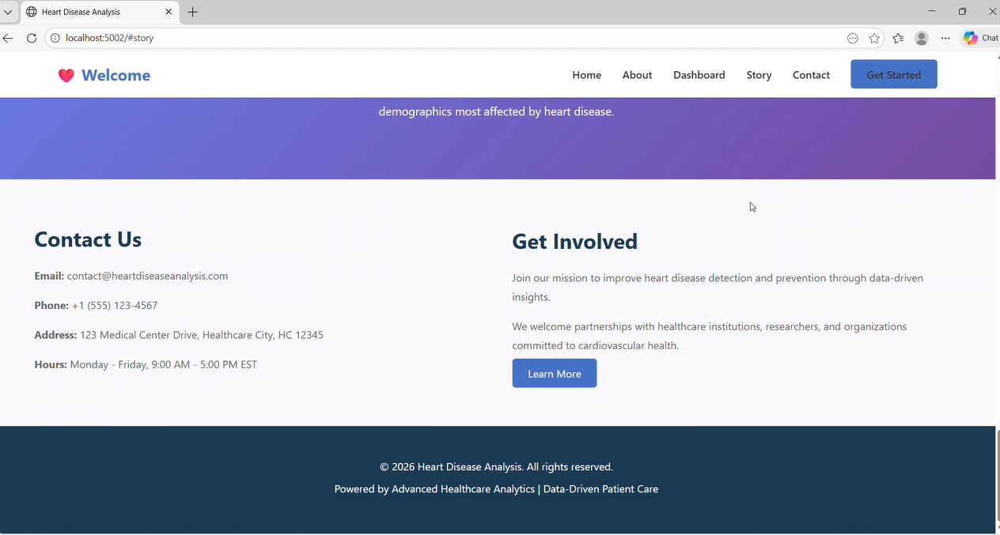 Heart Disease Analysis
localhost:5002/#story
Chat
Welcome
Home
About
Dashboard
Story
Contact
Get Started
demographics most affected by heart disease.
Contact Us
Email: contact@heartdiseaseanalysis.com
Phone: +1 (555) 123-4567
Address: 123 Medical Center Drive, Healthcare City, HC 12345
Hours: Monday - Friday, 9:00 AM - 5:00 PM EST
Get Involved
Join our mission to improve heart disease detection and prevention through data-driven
insights.
We welcome partnerships with healthcare institutions, researchers, and organizations
committed to cardiovascular health.
Learn More
© 2026 Heart Disease Analysis. All rights reserved.
Powered by Advanced Healthcare Analytics | Data-Driven Patient Care